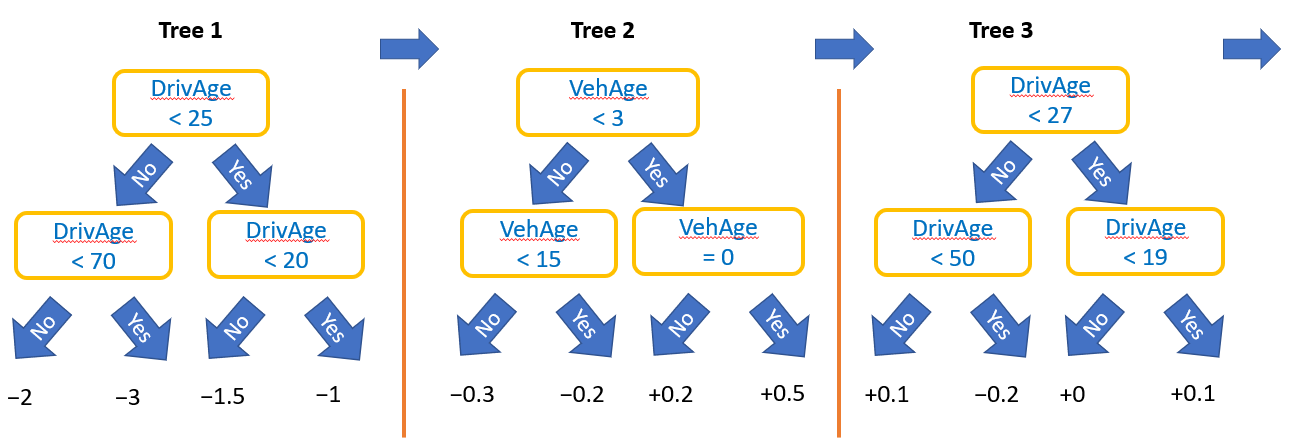 Tree 1
Tree 2
Tree 3
DrivAge
< 25
VehAge
< 3
DrivAge
< 27
No
Yes
No
Yes
No
Yes
DrivAge
< 70
DrivAge
< 20
VehAge
< 15
VehAge
= 0
DrivAge
< 50
DrivAge
< 19
No
Yes
No
Yes
No
Yes
No
Yes
No
Yes
No
Yes
−2
−3
−1.5
−1
−0.3
−0.2
+0.2
+0.5
+0.1
−0.2
+0
+0.1